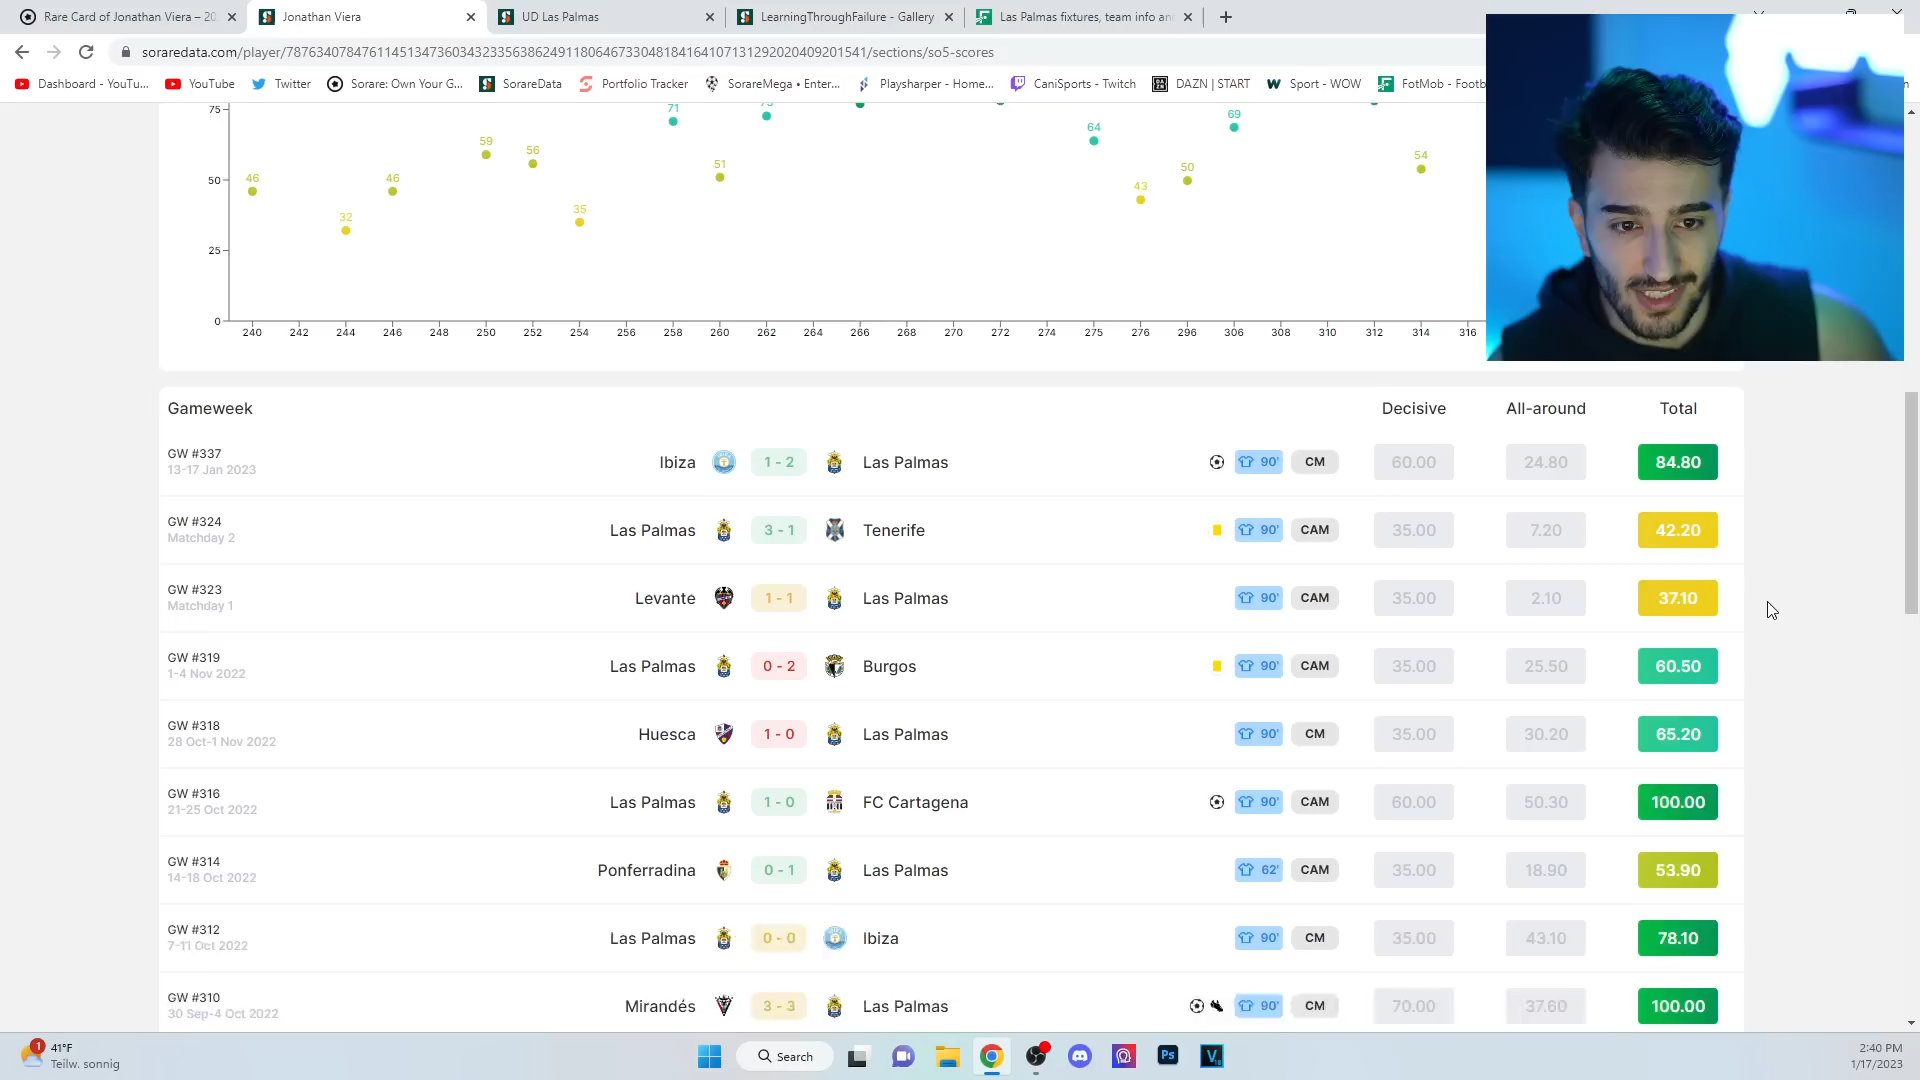 Rare Card of Jonathan Viera – 20
Jonathan Viera
UD Las Palmas
LearningThroughFailure - Gallery
Las Palmas fixtures, team info an
soraredata.com/player/78763407847611451347360343233563862491180646733048184164107131292020409201541/sections/so5-scores
Dashboard - YouTu...
YouTube
Twitter
Sorare: Own Your G...
SorareData
Portfolio Tracker
SorareMega • Enter...
Playsharper - Home...
CaniSports - Twitch
DAZN | START
Sport - WOW
FotMob - Footb
75
71
64
69
59
56
51
54
50
50
46
46
43
35
32
25
0
240 242 244 246 248 250 252 254 256 258 260 262 264 266 268 270 272 274 275 276 296 306 308 310 312 314 316
Gameweek Decisive All-around Total
GW #337
13-17 Jan 2023
Ibiza 1 - 2 Las Palmas 90' CM 60.00 24.80 84.80
GW #324
Matchday 2
Las Palmas 3 - 1 Tenerife 90' CAM 35.00 7.20 42.20
GW #323
Matchday 1
Levante 1 - 1 Las Palmas 90' CAM 35.00 2.10 37.10
GW #319
1-4 Nov 2022
Las Palmas 0 - 2 Burgos 90' CAM 35.00 25.50 60.50
GW #318
28 Oct-1 Nov 2022
Huesca 1 - 0 Las Palmas 90' CM 35.00 30.20 65.20
GW #316
21-25 Oct 2022
Las Palmas 1 - 0 FC Cartagena 90' CAM 60.00 50.30 100.00
GW #314
14-18 Oct 2022
Ponferradina 0 - 1 Las Palmas 62' CAM 35.00 18.90 53.90
GW #312
7-11 Oct 2022
Las Palmas 0 - 0 Ibiza 90' CM 35.00 43.10 78.10
GW #310
30 Sep-4 Oct 2022
Mirandés 3 - 3 Las Palmas 90' CM 70.00 37.60 100.00
1
41°F
Teilw. sonnig
Search
Ps
2:40 PM
1/17/2023